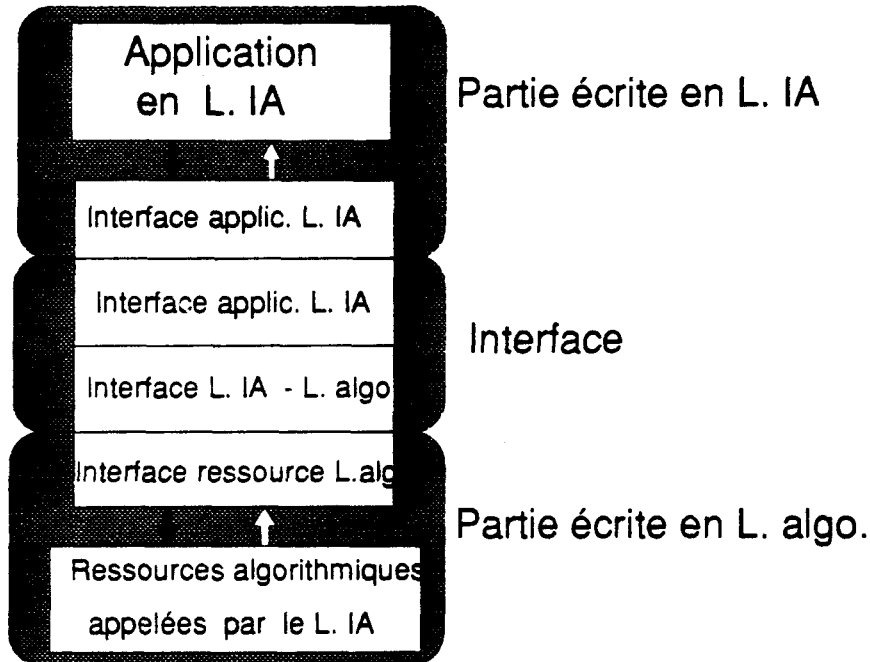 Application
en L. IA
Partie écrite en L. IA
Interface applic. L. IA
Interface applic. L. IA
Interface
Interface L. IA - L. algo
Interface ressource L.alg
Partie écrite en L. algo.
Ressources algorithmiques
appelées par le L. IA